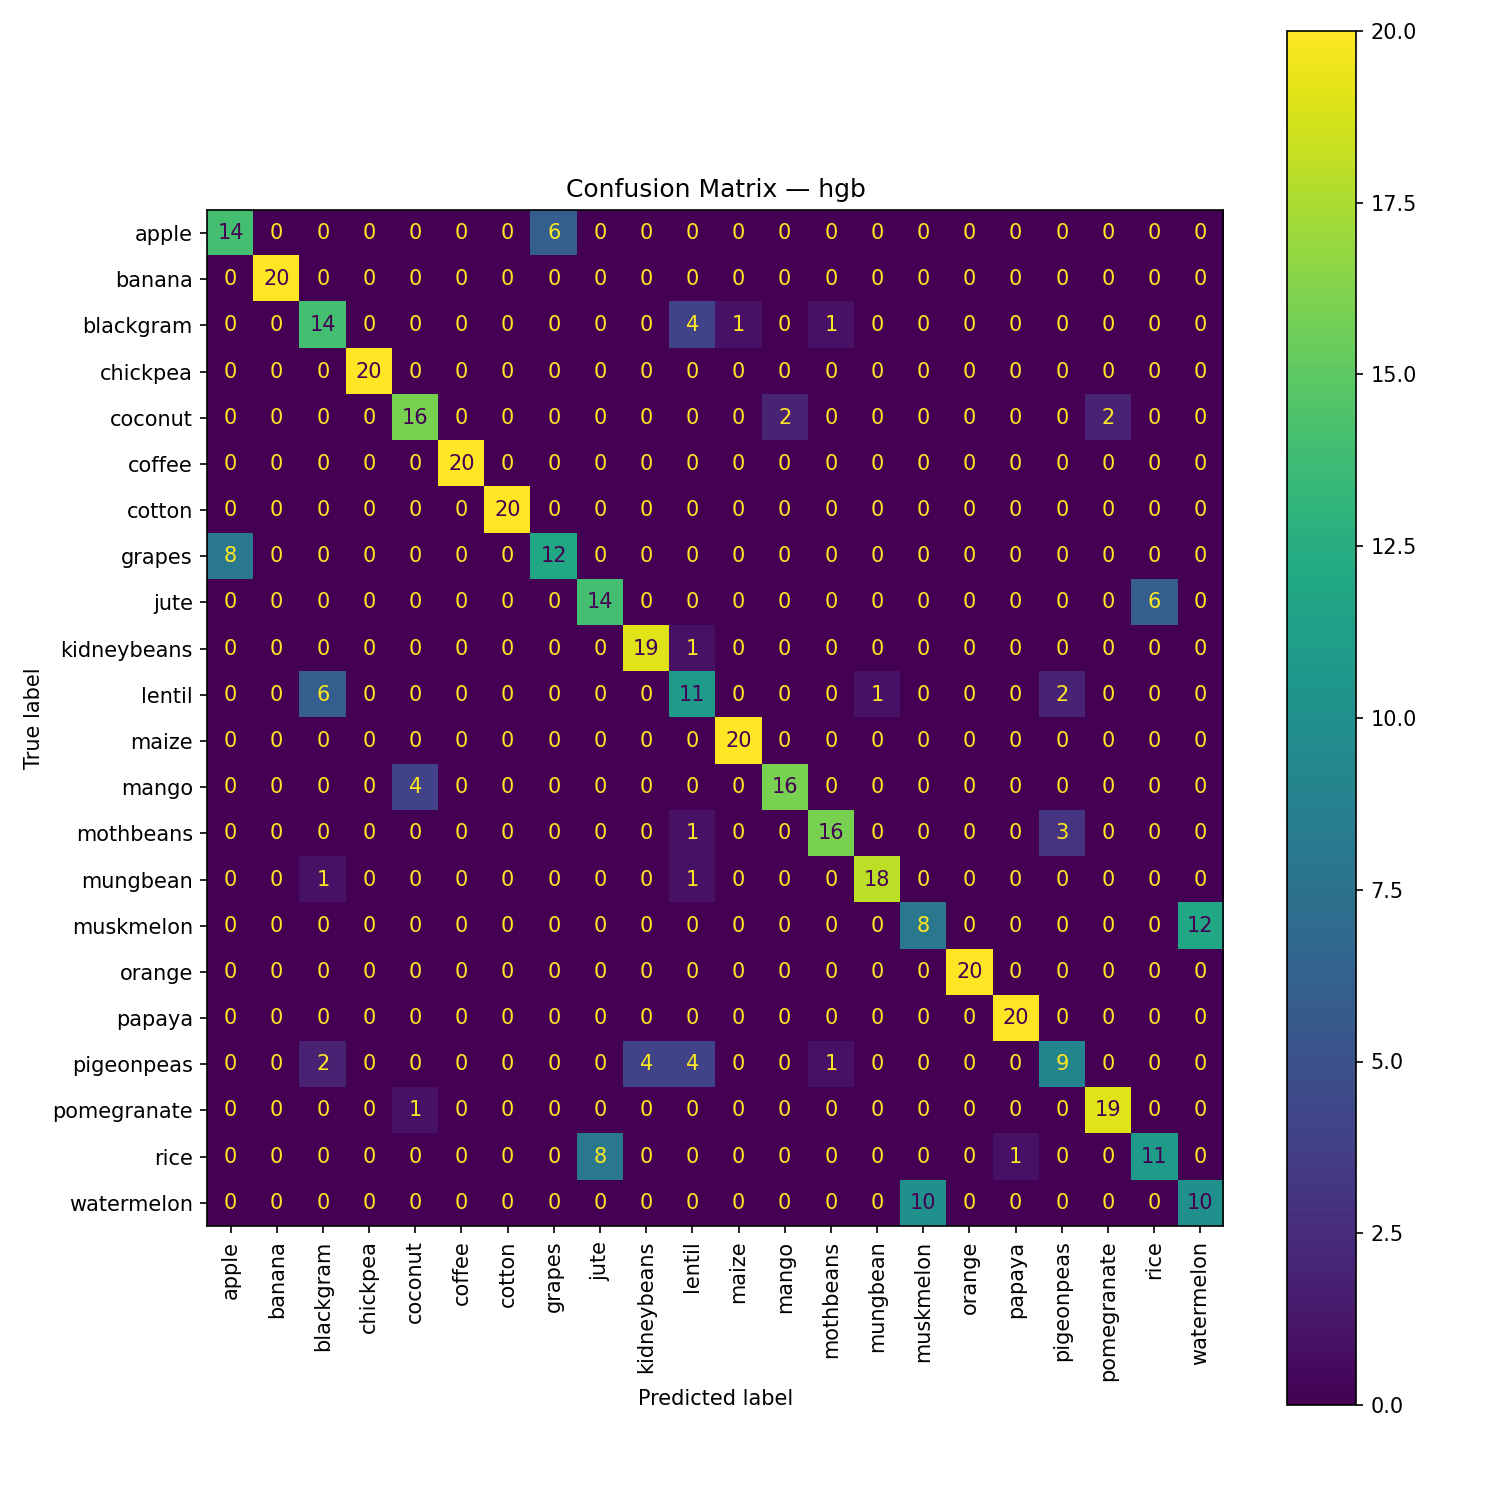 Confusion Matrix — hgb
apple 14 0 0 0 0 0 0 6 0 0 0 0 0 0 0 0 0 0 0 0 0 0
banana 0 20 0 0 0 0 0 0 0 0 0 0 0 0 0 0 0 0 0 0 0 0
blackgram 0 0 14 0 0 0 0 0 0 0 4 1 0 1 0 0 0 0 0 0 0 0
chickpea 0 0 0 20 0 0 0 0 0 0 0 0 0 0 0 0 0 0 0 0 0 0
coconut 0 0 0 0 16 0 0 0 0 0 0 0 2 0 0 0 0 0 0 2 0 0
coffee 0 0 0 0 0 20 0 0 0 0 0 0 0 0 0 0 0 0 0 0 0 0
cotton 0 0 0 0 0 0 20 0 0 0 0 0 0 0 0 0 0 0 0 0 0 0
grapes 8 0 0 0 0 0 0 12 0 0 0 0 0 0 0 0 0 0 0 0 0 0
jute 0 0 0 0 0 0 0 0 14 0 0 0 0 0 0 0 0 0 0 0 6 0
kidneybeans 0 0 0 0 0 0 0 0 0 19 1 0 0 0 0 0 0 0 0 0 0 0
lentil 0 0 6 0 0 0 0 0 0 0 11 0 0 0 1 0 0 0 2 0 0 0
maize 0 0 0 0 0 0 0 0 0 0 0 20 0 0 0 0 0 0 0 0 0 0
mango 0 0 0 0 4 0 0 0 0 0 0 0 16 0 0 0 0 0 0 0 0 0
mothbeans 0 0 0 0 0 0 0 0 0 0 1 0 0 16 0 0 0 0 3 0 0 0
mungbean 0 0 1 0 0 0 0 0 0 0 1 0 0 0 18 0 0 0 0 0 0 0
muskmelon 0 0 0 0 0 0 0 0 0 0 0 0 0 0 0 8 0 0 0 0 0 12
orange 0 0 0 0 0 0 0 0 0 0 0 0 0 0 0 0 20 0 0 0 0 0
papaya 0 0 0 0 0 0 0 0 0 0 0 0 0 0 0 0 0 20 0 0 0 0
pigeonpeas 0 0 2 0 0 0 0 0 0 4 4 0 0 1 0 0 0 0 9 0 0 0
pomegranate 0 0 0 0 1 0 0 0 0 0 0 0 0 0 0 0 0 0 0 19 0 0
rice 0 0 0 0 0 0 0 0 8 0 0 0 0 0 0 0 0 1 0 0 11 0
watermelon 0 0 0 0 0 0 0 0 0 0 0 0 0 0 0 10 0 0 0 0 0 10
True label
apple
banana
blackgram
chickpea
coconut
coffee
cotton
grapes
jute
kidneybeans
lentil
maize
mango
mothbeans
mungbean
muskmelon
orange
papaya
pigeonpeas
pomegranate
rice
watermelon
Predicted label
20.0
17.5
15.0
12.5
10.0
7.5
5.0
2.5
0.0